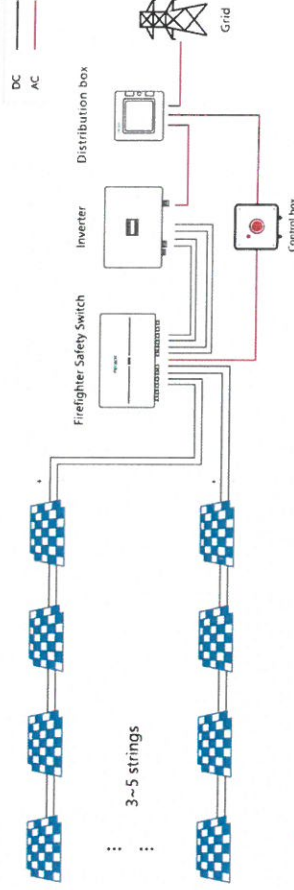 DC
AC
Grid
Distribution box
Inverter
Control box
Firefighter Safety Switch
+
+
3~5 strings